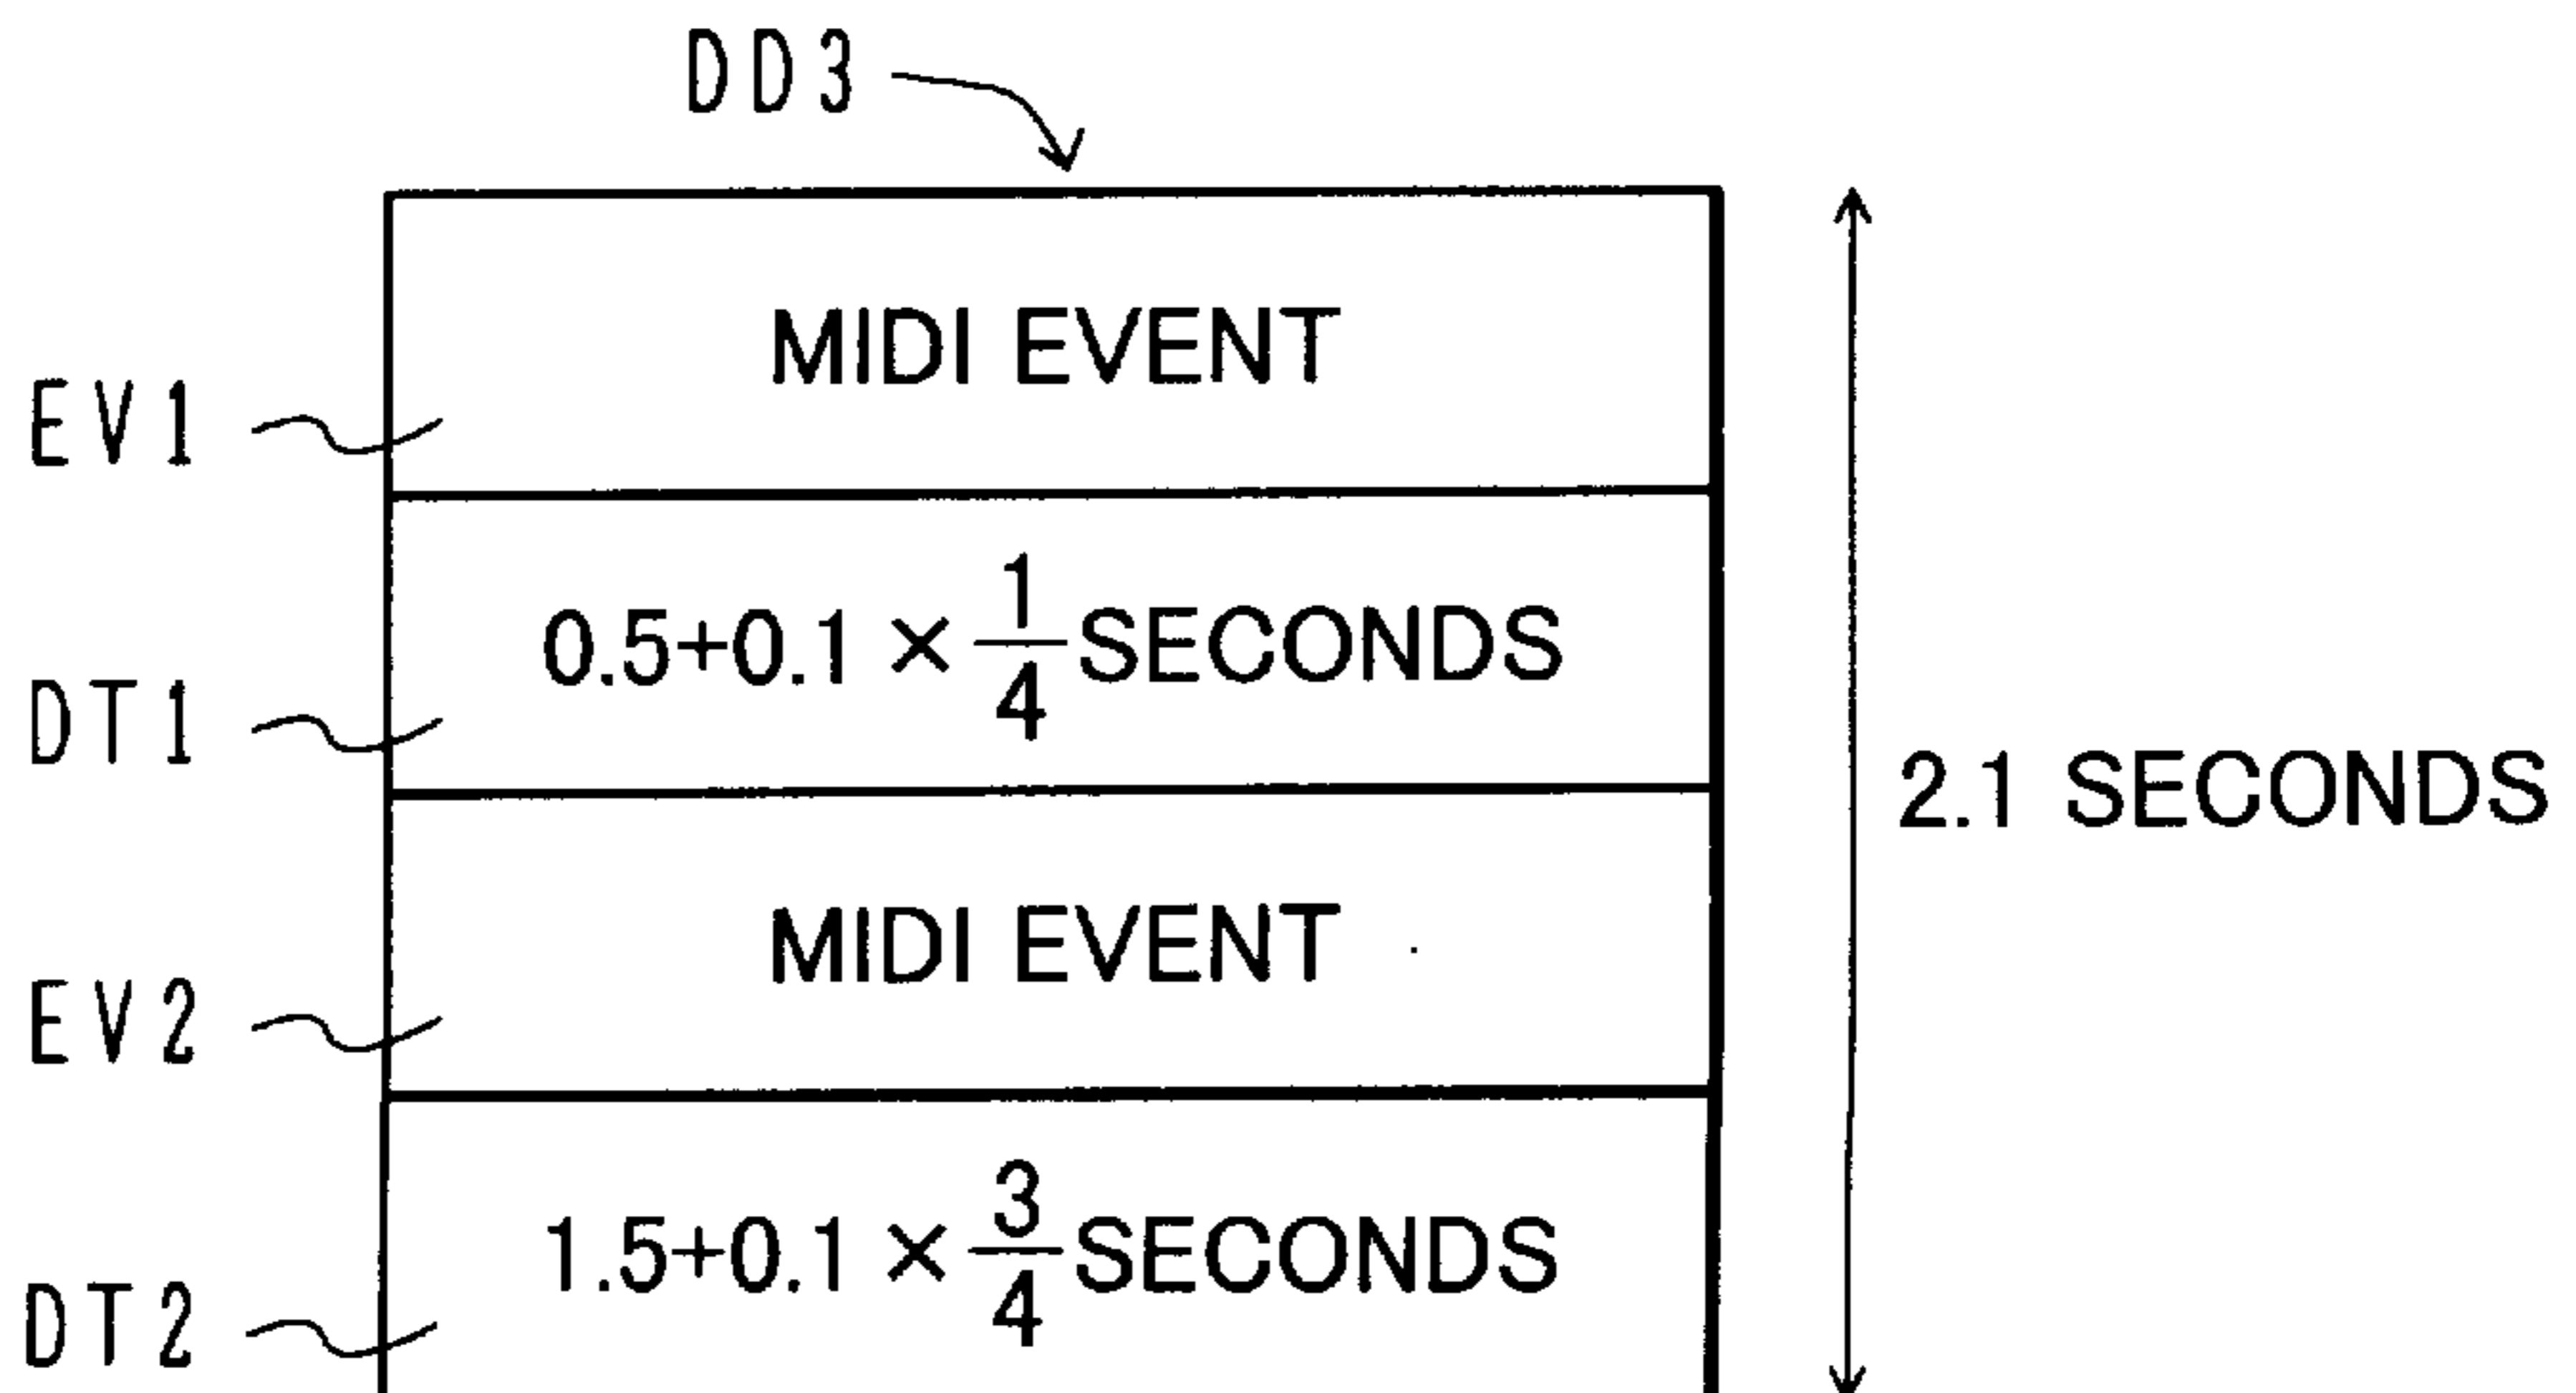 DD3
MIDI EVENT
EV1
0.5+0.1 × 1/4 SECONDS
DT1
2.1 SECONDS
MIDI EVENT
EV2
1.5+0.1 × 3/4 SECONDS
DT2